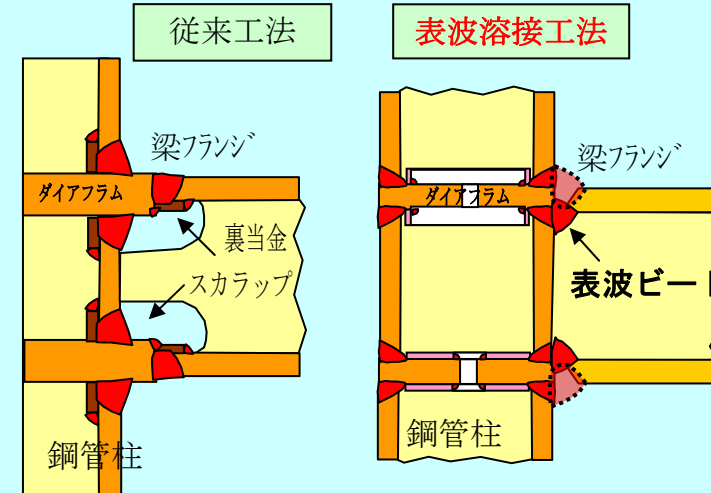 従来工法
梁フランジ
ダイアフラム
裏当金
スカラップ
鋼管柱
表波溶接工法
梁フランジ
ダイアフラム
表波ビー
鋼管柱